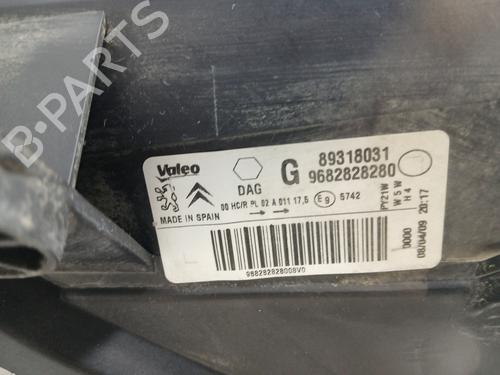 B-PARTS
Valeo
DAG
G
89318031
9682828280
MADE IN SPAIN
00 HC/R PL 02 A 011 17,5 E9 5742
PY21W
W5W
H4
0000
08/04/09 20:17
L